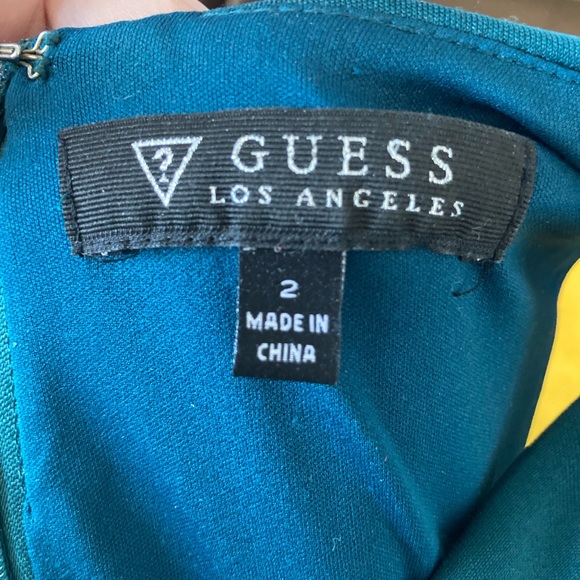 ?
GUESS
LOS ANGELES
2
MADE IN
CHINA